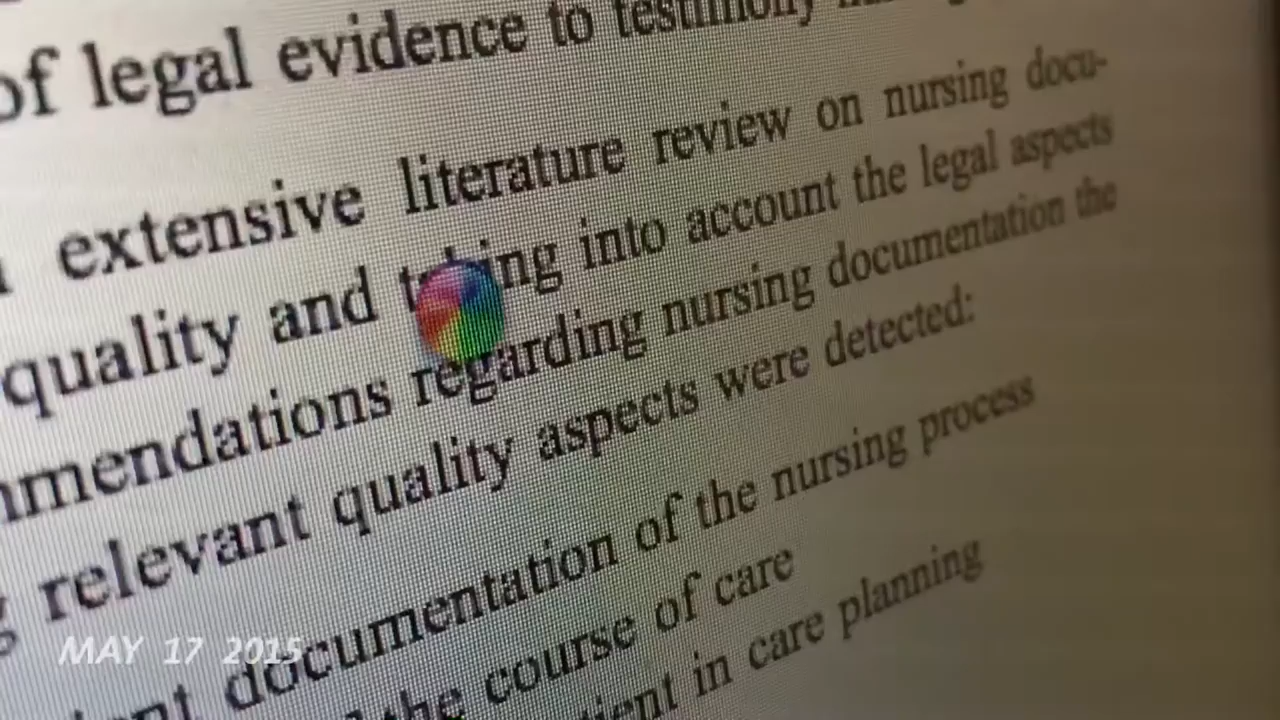 of legal evidence to testimony
extensive literature review on nursing docu-
quality and taking into account the legal aspects
regarding nursing documentation the
relevant quality aspects were detected:
documentation of the nursing process
the course of care
in care planning
MAY 17 2015